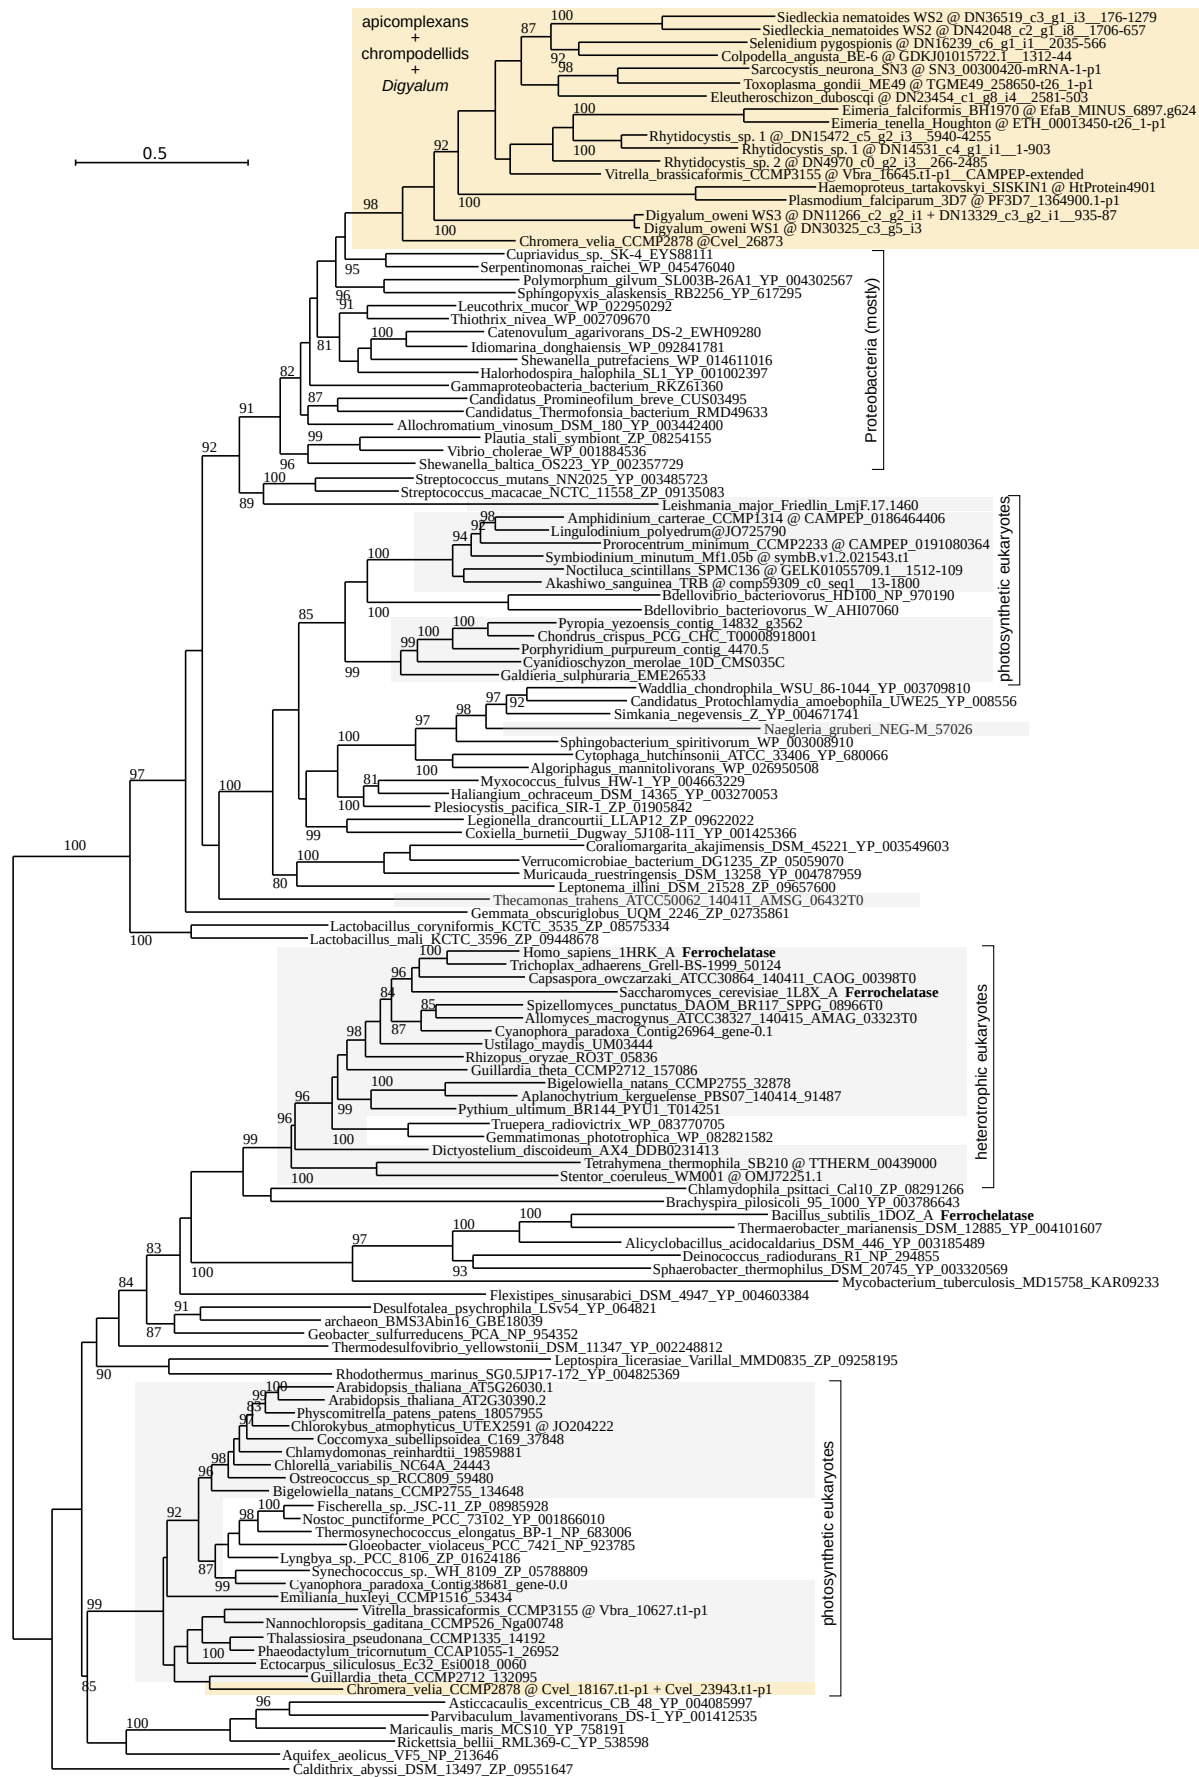 apicomplexans
+
chrompodellids
+
Digyalum
0.5
100
Siedleckia nematoides WS2 @ DN36519_c3_g1_i3__176-1279
Siedleckia_nematoides WS2 @ DN42048_c2_g1_i8__1706-657
87
Selenidium pygospionis @ DN16239_c6_g1_i1__2035-566
92
Colpodella_angusta_BE-6 @ GDKJ01015722.1__1312-44
98
Sarcocystis_neurona_SN3 @ SN3_00300420-mRNA-1-p1
Toxoplasma_gondii_ME49 @ TGME49_258650-t26_1-p1
Eleutheroschizon_duboscqi @ DN23454_c1_g8_i4__2581-503
100
Eimeria_falciformis_BH1970 @ EfaB_MINUS_6897.g624
Eimeria_tenella_Houghton @ ETH_00013450-t26_1-p1
Rhytidocystis_sp. 1 @_DN15472_c5_g2_i3__5940-4255
100
Rhytidocystis_sp. 1 @ DN14531_c4_g1_i1__1-903
92
Rhytidocystis_sp. 2 @ DN4970_c0_g2_i3__266-2485
Vitrella_brassicaformis_CCMP3155 @ Vbra_16645.t1-p1__CAMPEP-extended
Haemoproteus_tartakovskyi_SISKIN1 @ HtProtein4901
100
Plasmodium_falciparum_3D7 @ PF3D7_1364900.1-p1
98
Digyalum_oweni WS3 @ DN11266_c2_g2_i1 + DN13329_c3_g2_i1__935-87
100
Digyalum_oweni WS1 @ DN30325_c3_g5_i3
Chromera_velia_CCMP2878 @Cvel_26873
Cupriavidus_sp._SK-4_EYS88111
95
Serpentinomonas_raichei_WP_045476040
Polymorphum_gilvum_SL003B-26A1_YP_004302567
96
Sphingopyxis_alaskensis_RB2256_YP_617295
91
Leucothrix_mucor_WP_022950292
Thiothrix_nivea_WP_002709670
100
Catenovulum_agarivorans_DS-2_EWH09280
81
Idiomarina_donghaiensis_WP_092841781
Shewanella_putrefaciens_WP_014611016
82
Halorhodospira_halophila_SL1_YP_001002397
Gammaproteobacteria_bacterium_RKZ61360
87
Candidatus_Promineofilum_breve_CUS03495
Candidatus_Thermofonsia_bacterium_RMD49633
91
Allochromatium_vinosum_DSM_180_YP_003442400
99
Plautia_stali_symbiont_ZP_08254155
Vibrio_cholerae_WP_001884536
96
Shewanella_baltica_OS223_YP_002357729
Proteobacteria (mostly)
92
100
Streptococcus_mutans_NN2025_YP_003485723
Streptococcus_macacae_NCTC_11558_ZP_09135083
89
Leishmania_major_Friedlin_LmjF.17.1460
98
Amphidinium_carterae_CCMP1314 @ CAMPEP_0186464406
92
Lingulodinium_polyedrum@JO725790
94
Prorocentrum_minimum_CCMP2233 @ CAMPEP_0191080364
100
Symbiodinium_minutum_Mf1.05b @ symbB.v1.2.021543.t1
Noctiluca_scintillans_SPMC136 @ GELK01055709.1__1512-109
Akashiwo_sanguinea_TRB @ comp59309_c0_seq1__13-1800
Bdellovibrio_bacteriovorus_HD100_NP_970190
100
Bdellovibrio_bacteriovorus_W_AHI07060
85
100
Pyropia_yezoensis_contig_14832_g3562
100
Chondrus_crispus_PCG_CHC_T00008918001
99
Porphyridium_purpureum_contig_4470.5
Cyanidioschyzon_merolae_10D_CMS035C
99
Galdieria_sulphuraria_EME26533
photosynthetic eukaryotes
Waddlia_chondrophila_WSU_86-1044_YP_003709810
97
92
Candidatus_Protochlamydia_amoebophila_UWE25_YP_008556
98
Simkania_negevensis_Z_YP_004671741
97
Naegleria_gruberi_NEG-M_57026
100
Sphingobacterium_spiritivorum_WP_003008910
Cytophaga_hutchinsonii_ATCC_33406_YP_680066
100
Algoriphagus_mannitolivorans_WP_026950508
97
81
Myxococcus_fulvus_HW-1_YP_004663229
100
Haliangium_ochraceum_DSM_14365_YP_003270053
100
Plesiocystis_pacifica_SIR-1_ZP_01905842
Legionella_drancourtii_LLAP12_ZP_09622022
99
Coxiella_burnetii_Dugway_5J108-111_YP_001425366
100
Coraliomargarita_akajimensis_DSM_45221_YP_003549603
100
Verrucomicrobiae_bacterium_DG1235_ZP_05059070
Muricauda_ruestringensis_DSM_13258_YP_004787959
80
Leptonema_illini_DSM_21528_ZP_09657600
Thecamonas_trahens_ATCC50062_140411_AMSG_06432T0
Gemmata_obscuriglobus_UQM_2246_ZP_02735861
Lactobacillus_coryniformis_KCTC_3535_ZP_08575334
100
Lactobacillus_mali_KCTC_3596_ZP_09448678
100
Homo_sapiens_1HRK_A Ferrochelatase
Trichoplax_adhaerens_Grell-BS-1999_50124
96
Capsaspora_owczarzaki_ATCC30864_140411_CAOG_00398T0
84
Saccharomyces_cerevisiae_1L8X_A Ferrochelatase
85
Spizellomyces_punctatus_DAOM_BR117_SPPG_08966T0
Allomyces_macrogynus_ATCC38327_140415_AMAG_03323T0
87
Cyanophora_paradoxa_Contig26964_gene-0.1
98
Ustilago_maydis_UM03444
Rhizopus_oryzae_RO3T_05836
Guillardia_theta_CCMP2712_157086
100
Bigelowiella_natans_CCMP2755_32878
96
Aplanochytrium_kerguelense_PBS07_140414_91487
99
Pythium_ultimum_BR144_PYU1_T014251
96
Truepera_radiovictrix_WP_083770705
100
Gemmatimonas_phototrophica_WP_082821582
99
Dictyostelium_discoideum_AX4_DDB0231413
Tetrahymena_thermophila_SB210 @ TTHERM_00439000
100
Stentor_coeruleus_WM001 @ OMJ72251.1
heterotrophic eukaryotes
Chlamydophila_psittaci_Cal10_ZP_08291266
Brachyspira_pilosicoli_95_1000_YP_003786643
100
Bacillus_subtilis_1DOZ_A Ferrochelatase
100
Thermaerobacter_marianensis_DSM_12885_YP_004101607
97
Alicyclobacillus_acidocaldarius_DSM_446_YP_003185489
83
Deinococcus_radiodurans_R1_NP_294855
100
93
Sphaerobacter_thermophilus_DSM_20745_YP_003320569
Mycobacterium_tuberculosis_MD15758_KAR09233
84
Flexistipes_sinusarabici_DSM_4947_YP_004603384
91
Desulfotalea_psychrophila_LSv54_YP_064821
archaeon_BMS3Abin16_GBE18039
87
Geobacter_sulfurreducens_PCA_NP_954352
Thermodesulfovibrio_yellowstonii_DSM_11347_YP_002248812
Leptospira_licerasiae_Varillal_MMD0835_ZP_09258195
90
Rhodothermus_marinus_SG0.5JP17-172_YP_004825369
100
Arabidopsis_thaliana_AT5G26030.1
99
Arabidopsis_thaliana_AT2G30390.2
83
Physcomitrella_patens_patens_18057955
97
Chlorokybus_atmophyticus_UTEX2591 @ JO204222
Coccomyxa_subellipsoidea_C169_37848
Chlamydomonas_reinhardtii_19859881
98
Chlorella_variabilis_NC64A_24443
96
Ostreococcus_sp_RCC809_59480
Bigelowiella_natans_CCMP2755_134648
92
100
Fischerella_sp._JSC-11_ZP_08985928
98
Nostoc_punctiforme_PCC_73102_YP_001866010
Thermosynechococcus_elongatus_BP-1_NP_683006
Gloeobacter_violaceus_PCC_7421_NP_923785
Lyngbya_sp._PCC_8106_ZP_01624186
87
Synechococcus_sp._WH_8109_ZP_05788809
99
Cyanophora_paradoxa_Contig38681_gene-0.0
Emiliania_huxleyi_CCMP1516_53434
99
Vitrella_brassicaformis_CCMP3155 @ Vbra_10627.t1-p1
Nannochloropsis_gaditana_CCMP526_Nga00748
Thalassiosira_pseudonana_CCMP1335_14192
100
Phaeodactylum_tricornutum_CCAP1055-1_26952
Ectocarpus_siliculosus_Ec32_Esi0018_0060
Guillardia_theta_CCMP2712_132095
85
Chromera_velia_CCMP2878 @ Cvel_18167.t1-p1 + Cvel_23943.t1-p1
photosynthetic eukaryotes
96
Asticcacaulis_excentricus_CB_48_YP_004085997
Parvibaculum_lavamentivorans_DS-1_YP_001412535
100
Maricaulis_maris_MCS10_YP_758191
Rickettsia_bellii_RML369-C_YP_538598
Aquifex_aeolicus_VF5_NP_213646
Caldithrix_abyssi_DSM_13497_ZP_09551647